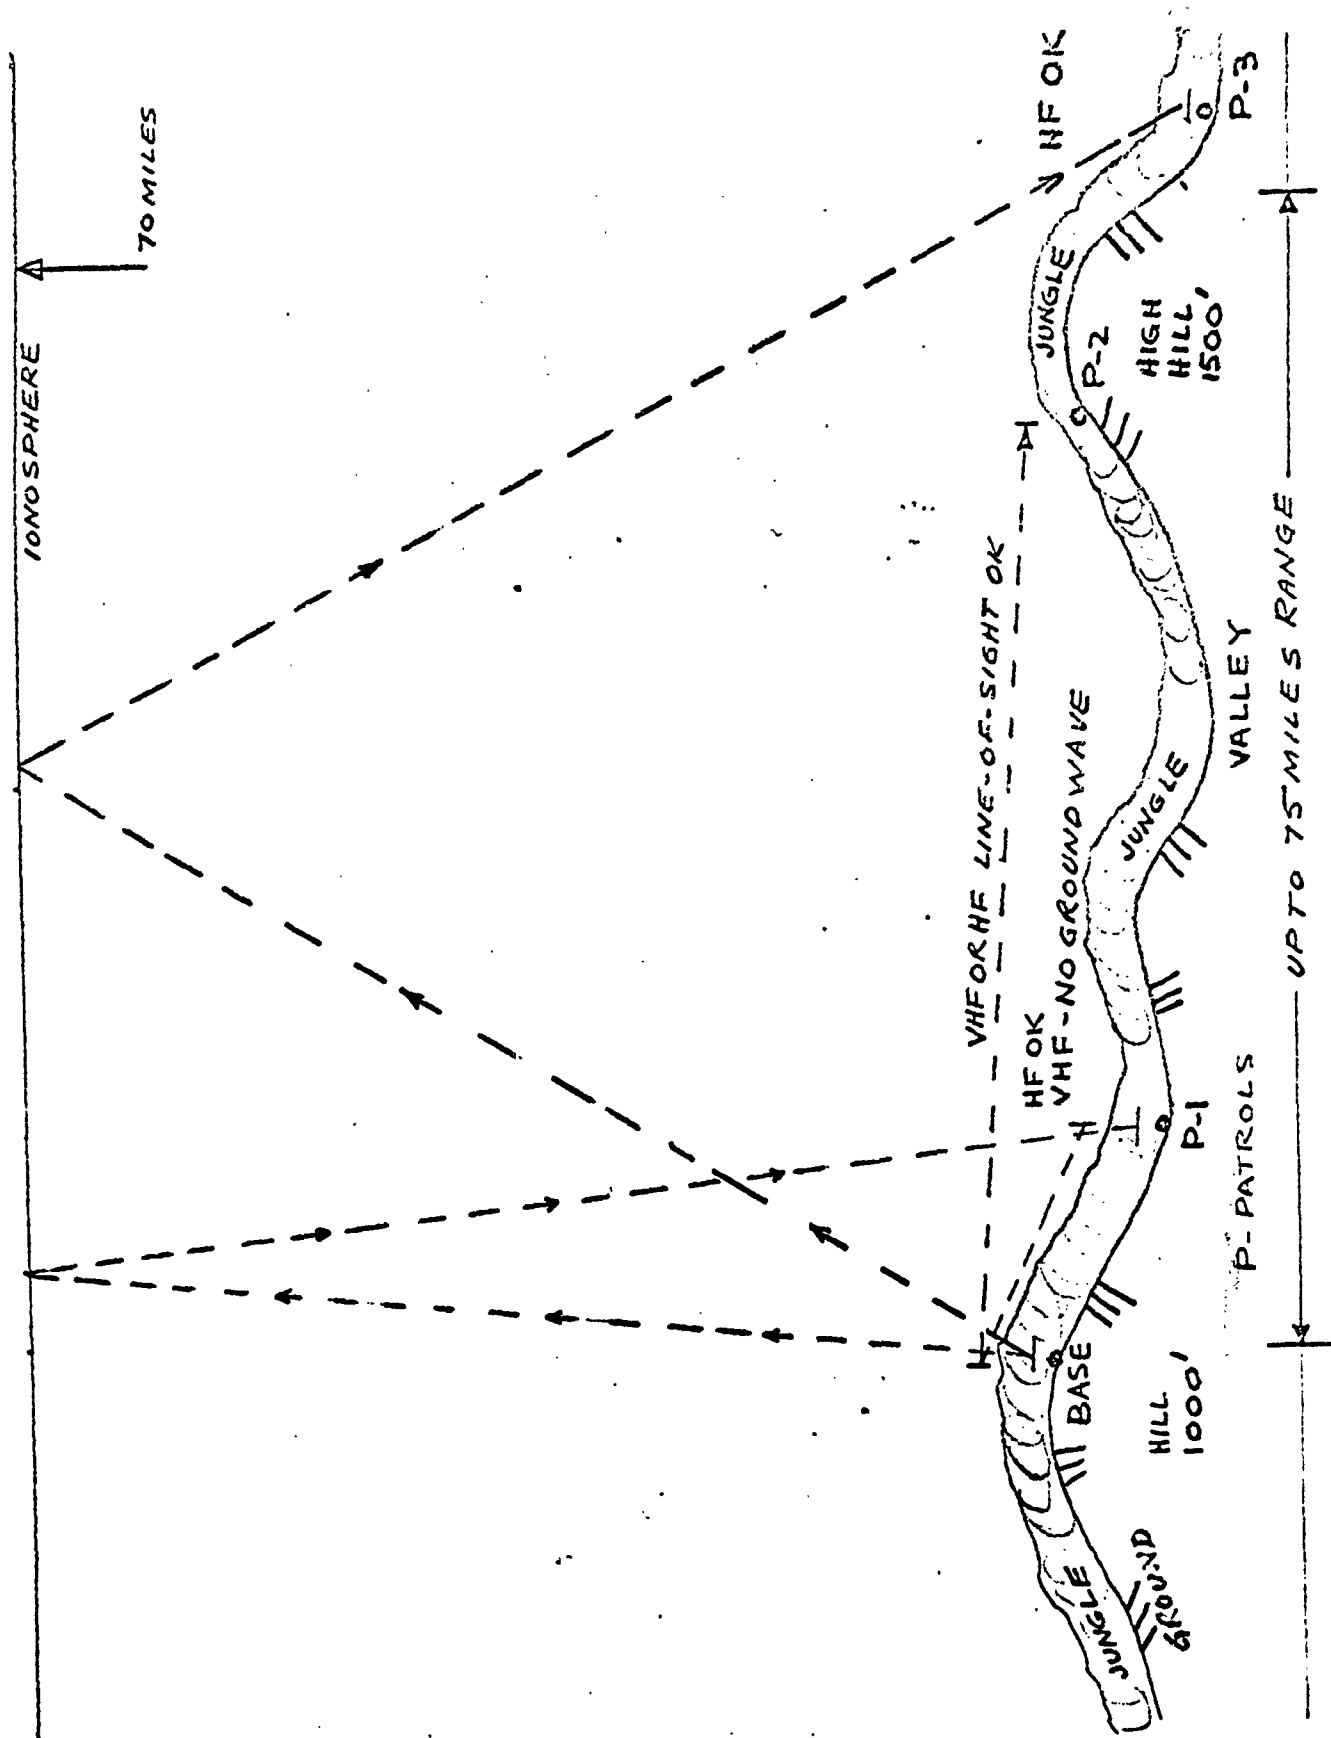 IONOSPHERE
70 MILES
VHF OR HF LINE-OF-SIGHT OK
HF OK
VHF-NO GROUND WAVE
HF OK
JUNGLE
GROUND
BASE
HILL
1000'
P-1
P-PATROLS
JUNGLE
VALLEY
JUNGLE
P-2
HIGH
HILL
1500'
P-3
UP TO 75 MILES RANGE